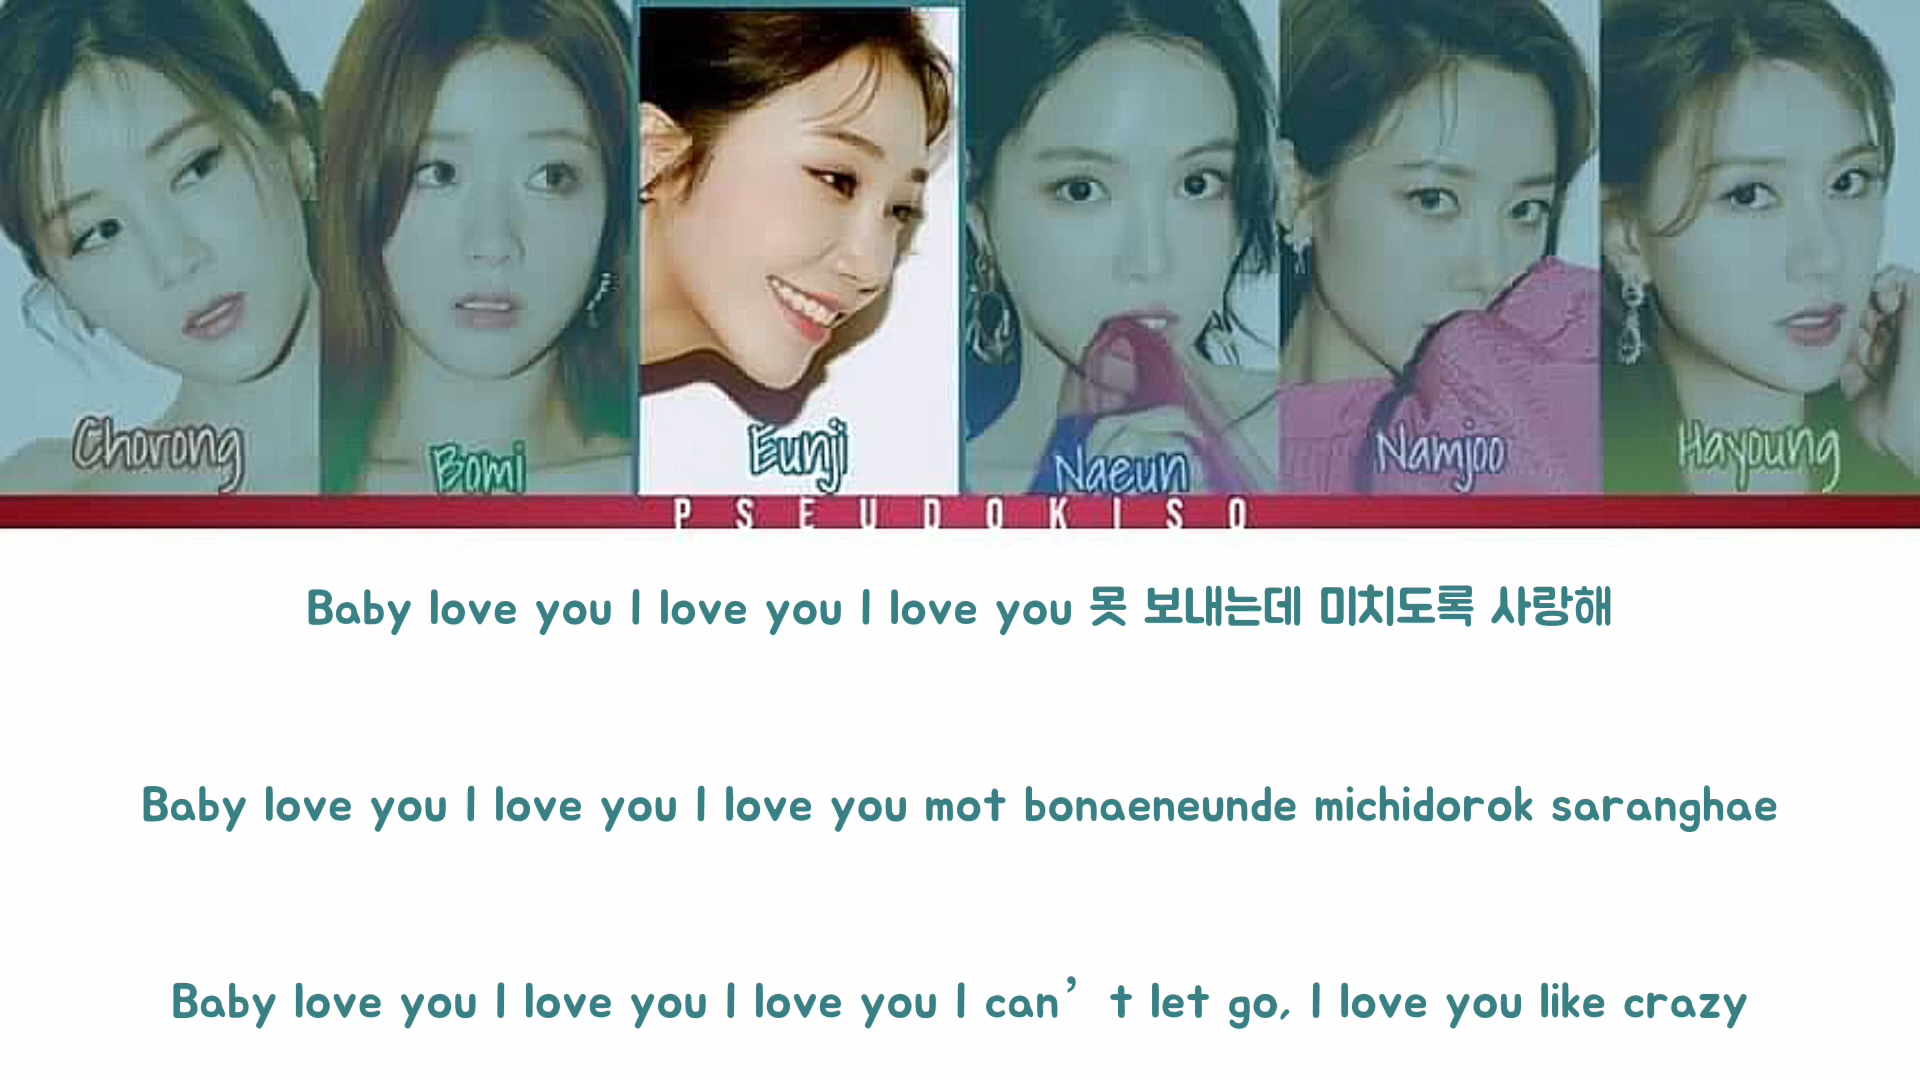 Chorong
Bomi
Eunji
Naeun
Namjoo
Hayoung
PSEUDOKISO
Baby love you I love you I love you 못 보내는데 미치도록 사랑해
Baby love you I love you I love you mot bonaeneunde michidorok saranghae
Baby love you I love you I love you I can’t let go, I love you like crazy